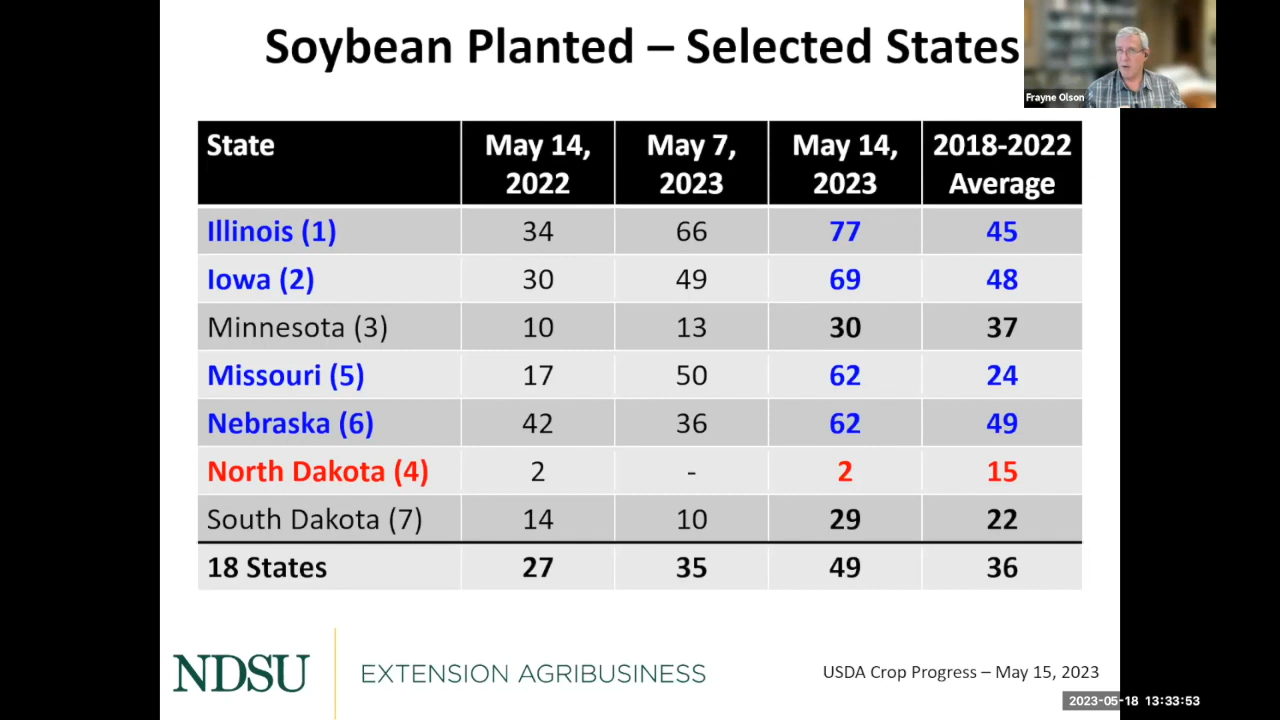 Soybean Planted – Selected States
Frayne Olson
State May 14, 2022 May 7, 2023 May 14, 2023 2018-2022 Average
Illinois (1) 34 66 77 45
Iowa (2) 30 49 69 48
Minnesota (3) 10 13 30 37
Missouri (5) 17 50 62 24
Nebraska (6) 42 36 62 49
North Dakota (4) 2 - 2 15
South Dakota (7) 14 10 29 22
18 States 27 35 49 36
NDSU EXTENSION AGRIBUSINESS
USDA Crop Progress – May 15, 2023
2023-05-18 13:33:53